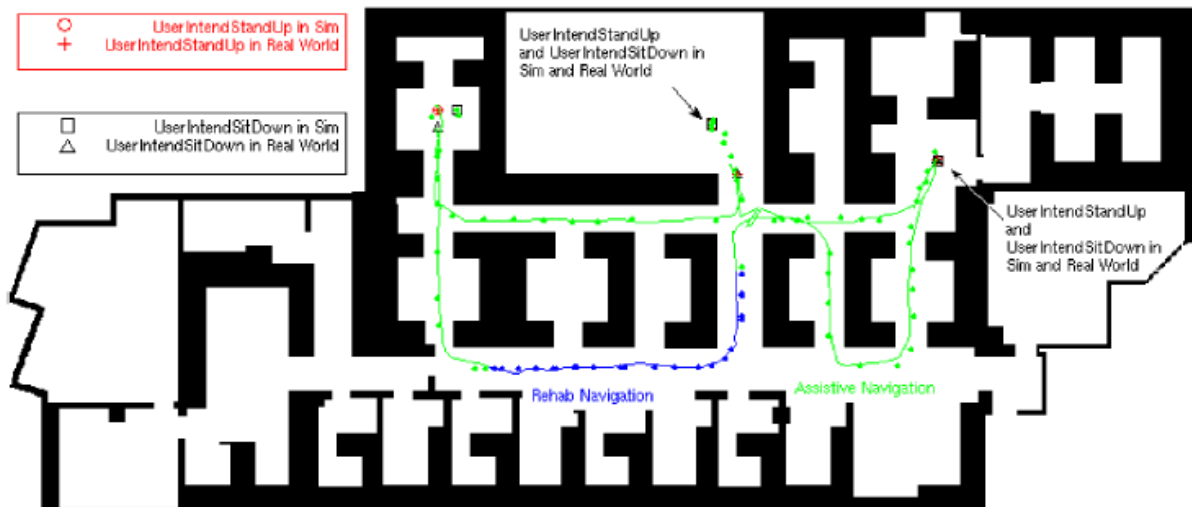 UserIntendStandUp in Sim
UserIntendStandUp in Real World
UserIntendSitDown in Sim
UserIntendSitDown in Real World
UserIntendStandUp
and UserIntendSitDown in
Sim and Real World
UserIntendStandUp
and
UserIntendSitDown in
Sim and Real World
Rehab Navigation
Assistive Navigation